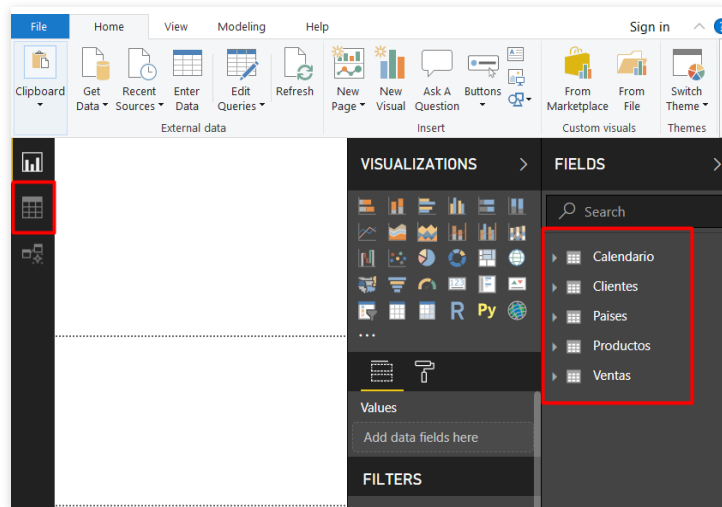 File Home View Modeling Help Sign in
Clipboard
Get Data
Recent Sources
Enter Data
Edit Queries
Refresh
New Page
New Visual
Ask A Question
Buttons
From Marketplace
From File
Switch Theme
External data
Insert
Custom visuals
Themes
VISUALIZATIONS
R Py
123
...
Values
Add data fields here
FILTERS
FIELDS
Search
Calendario
Clientes
Paises
Productos
Ventas